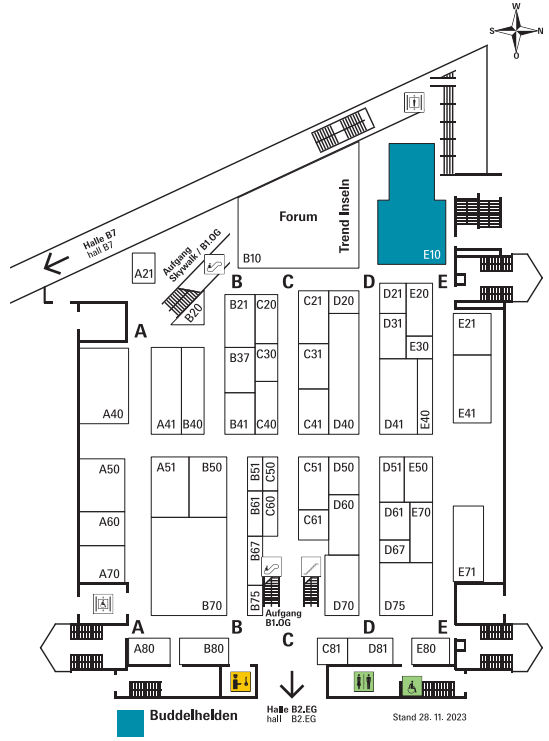 W
S
N
O
Halle B7
hall B7
Aufgang
Skywalk / B1.OG
Forum
Trend Inseln
B10
E10
A21
B20
A
B
C
D
E
B21
C20
C21
D20
D21
E20
D31
E30
E21
B37
C30
C31
A40
A41
B40
B41
C40
C41
D40
D41
E40
E41
A50
A51
B50
B51
C50
C51
D50
D51
E50
A60
B61
C60
C61
D60
D61
E70
B67
D67
A70
B70
B75
D70
D75
E71
Aufgang
B1.OG
A
B
C
D
E
A80
B80
C81
D81
E80
Buddelhelden
Halle B2.EG
hall B2.EG
Stand 28. 11. 2023